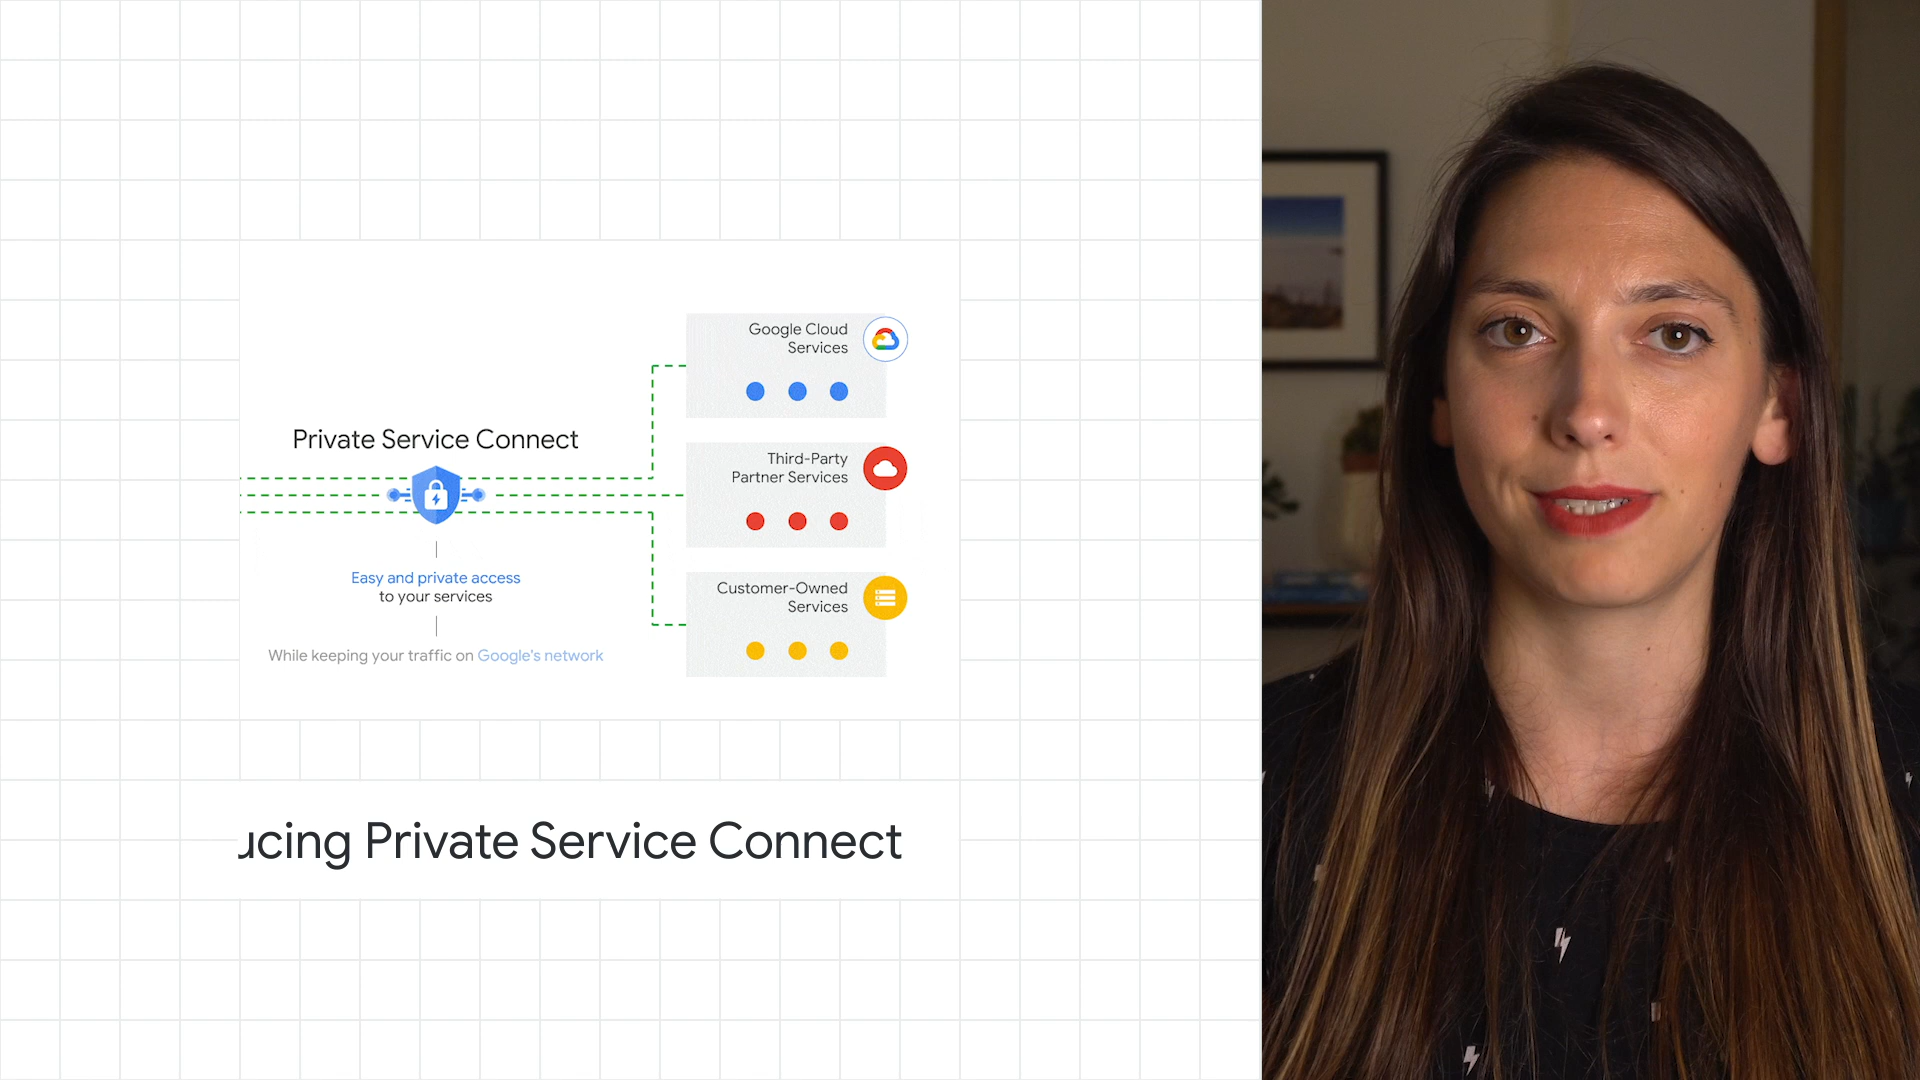 Google Cloud
Services
Private Service Connect
Third-Party
Partner Services
Easy and private access
to your services
Customer-Owned
Services
While keeping your traffic on Google's network
Private Service Connect